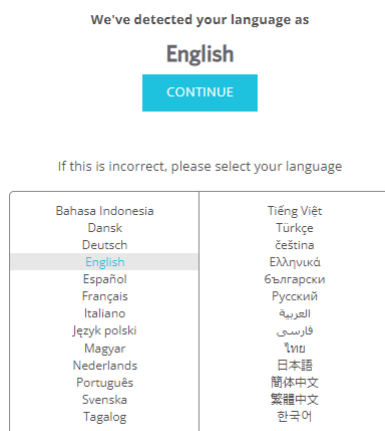 We've detected your language as
English
CONTINUE
If this is incorrect, please select your language
Bahasa Indonesia
Dansk
Deutsch
English
Español
Français
Italiano
Język polski
Magyar
Nederlands
Português
Svenska
Tagalog
Tiếng Việt
Türkçe
čeština
Ελληνικά
български
Русский
العربية
فارسی
ไทย
日本語
简体中文
繁體中文
한국어